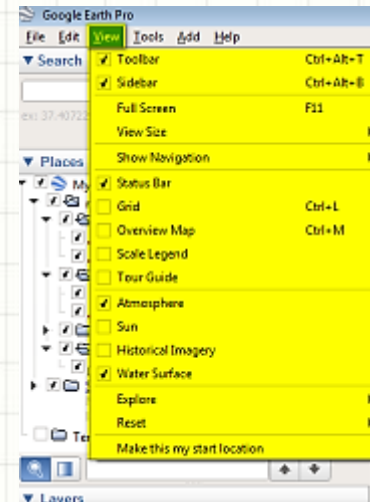 Google Earth Pro
File Edit View Tools Add Help
Search
Toolbar Ctrl+Alt+T
Sidebar Ctrl+Alt+B
Full Screen F11
View Size
Places
Show Navigation
My
Status Bar
Grid Ctrl+L
Overview Map Ctrl+M
Scale Legend
Tour Guide
Atmosphere
Sun
Historical Imagery
Water Surface
Explore
Reset
Make this my start location
Layers